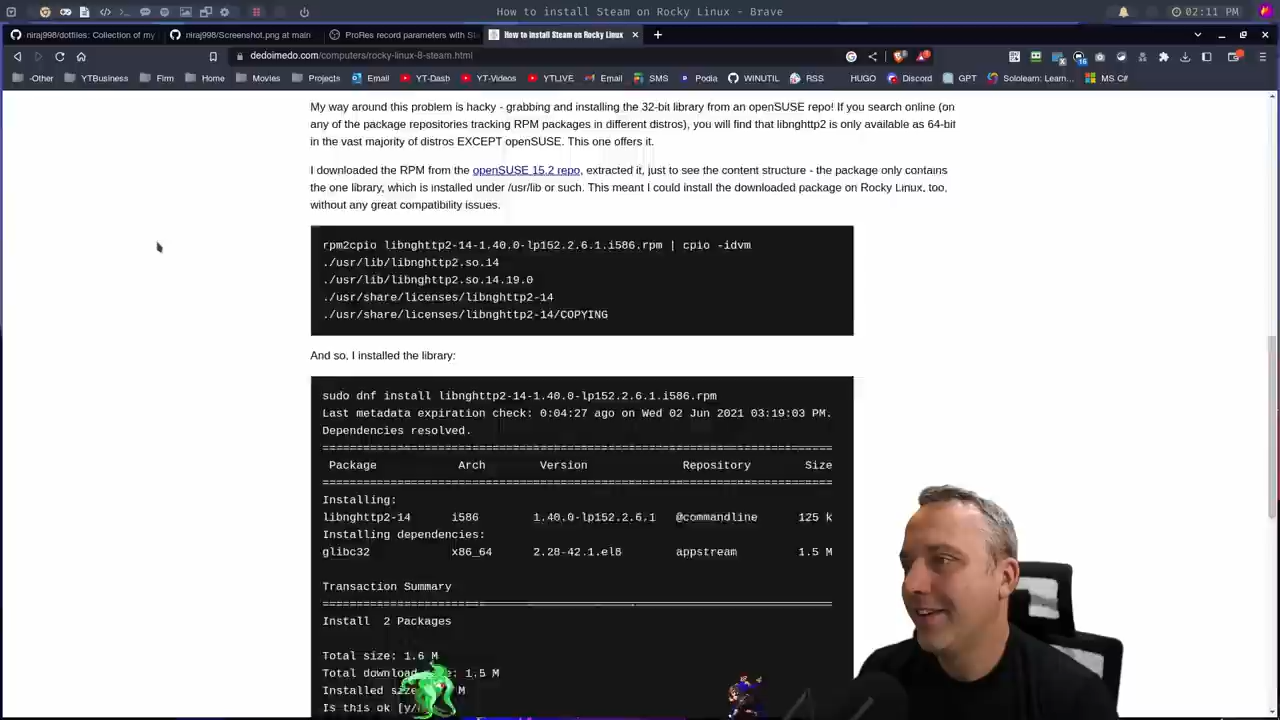 How to install Steam on Rocky Linux - Brave
02:11 PM
niraj998/dotfiles: Collection of my
niraj998/Screenshot.png at main
ProRes record parameters with Sta
How to install Steam on Rocky Linux
dedoimedo.com/computers/rocky-linux-8-steam.html
-Other
YTBusiness
Firm
Home
Movies
Projects
Email
YT-Dash
YT-Videos
YTLIVE
Email
SMS
Podia
WINUTIL
RSS
HUGO
Discord
GPT
Sololearn: Learn...
MS C#
My way around this problem is hacky - grabbing and installing the 32-bit library from an openSUSE repo! If you search online (on
any of the package repositories tracking RPM packages in different distros), you will find that libnghttp2 is only available as 64-bit
in the vast majority of distros EXCEPT openSUSE. This one offers it.
I downloaded the RPM from the openSUSE 15.2 repo, extracted it, just to see the content structure - the package only contains
the one library, which is installed under /usr/lib or such. This meant I could install the downloaded package on Rocky Linux, too,
without any great compatibility issues.
rpm2cpio libnghttp2-14-1.40.0-lp152.2.6.1.i586.rpm | cpio -idvm
./usr/lib/libnghttp2.so.14
./usr/lib/libnghttp2.so.14.19.0
./usr/share/licenses/libnghttp2-14
./usr/share/licenses/libnghttp2-14/COPYING
And so, I installed the library:
sudo dnf install libnghttp2-14-1.40.0-lp152.2.6.1.i586.rpm
Last metadata expiration check: 0:04:27 ago on Wed 02 Jun 2021 03:19:03 PM.
Dependencies resolved.
Package Arch Version Repository Size
Installing:
libnghttp2-14 i586 1.40.0-lp152.2.6.1 @commandline 125 k
Installing dependencies:
glibc32 x86_64 2.28-42.1.el8 appstream 1.5 M
Transaction Summary
Install 2 Packages
Total size: 1.6 M
Total download size: 1.5 M
Installed size M
Is this ok [y/